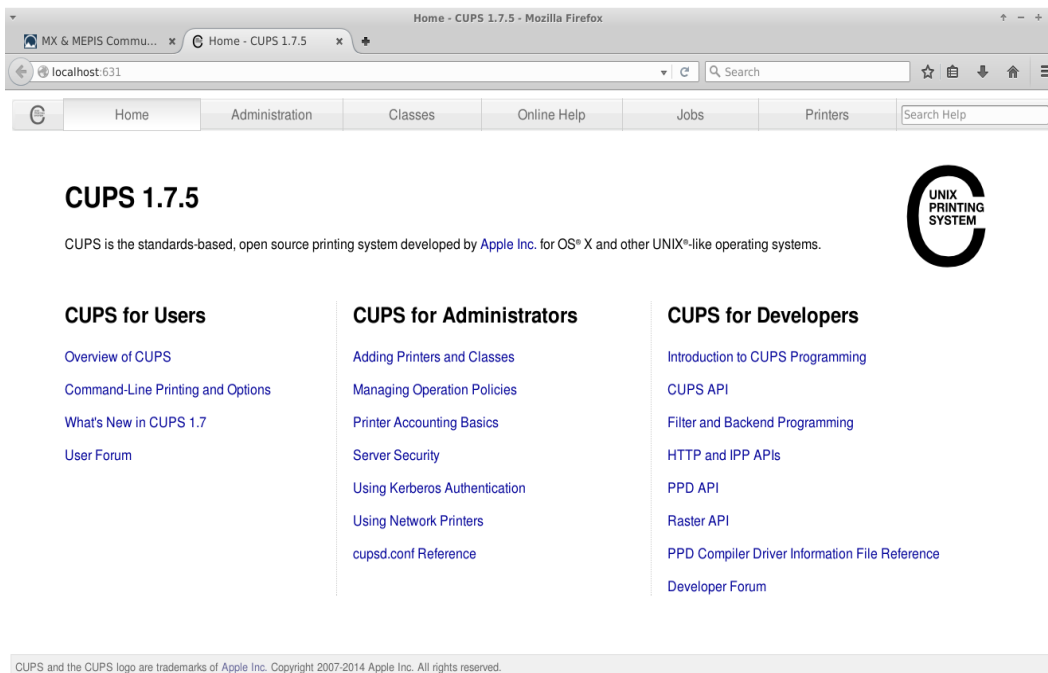 Home - CUPS 1.7.5 - Mozilla Firefox
MX & MEPIS Commu... Home - CUPS 1.7.5
localhost:631 Search
Home Administration Classes Online Help Jobs Printers Search Help
CUPS 1.7.5
CUPS is the standards-based, open source printing system developed by Apple Inc. for OS® X and other UNIX®-like operating systems.
UNIX
PRINTING
SYSTEM
CUPS for Users
Overview of CUPS
Command-Line Printing and Options
What's New in CUPS 1.7
User Forum
CUPS for Administrators
Adding Printers and Classes
Managing Operation Policies
Printer Accounting Basics
Server Security
Using Kerberos Authentication
Using Network Printers
cupsd.conf Reference
CUPS for Developers
Introduction to CUPS Programming
CUPS API
Filter and Backend Programming
HTTP and IPP APIs
PPD API
Raster API
PPD Compiler Driver Information File Reference
Developer Forum
CUPS and the CUPS logo are trademarks of Apple Inc. Copyright 2007-2014 Apple Inc. All rights reserved.